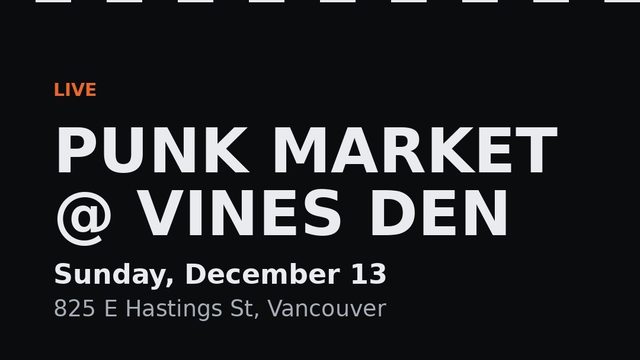 LIVE
PUNK MARKET
@ VINES DEN
Sunday, December 13
825 E Hastings St, Vancouver